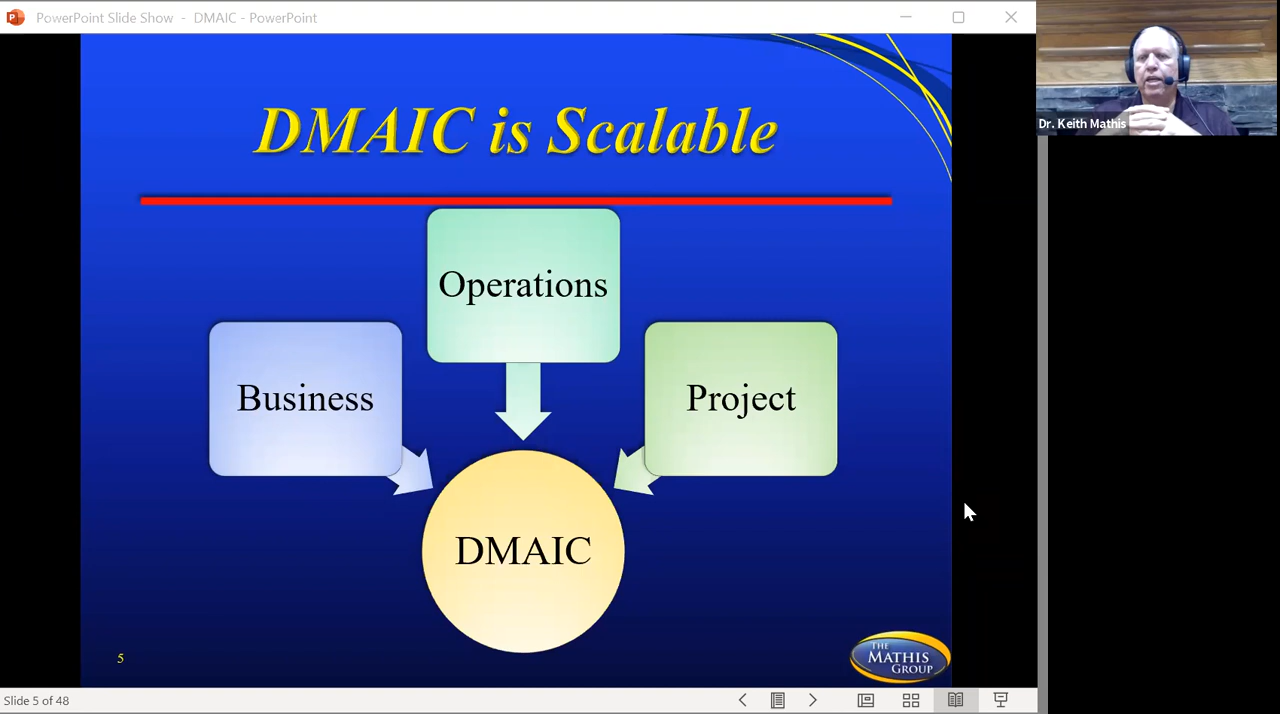 PowerPoint Slide Show - DMAIC - PowerPoint
Dr. Keith Mathis
DMAIC is Scalable
Operations
Business
Project
DMAIC
5
THE
MATHIS
GROUP
Slide 5 of 48